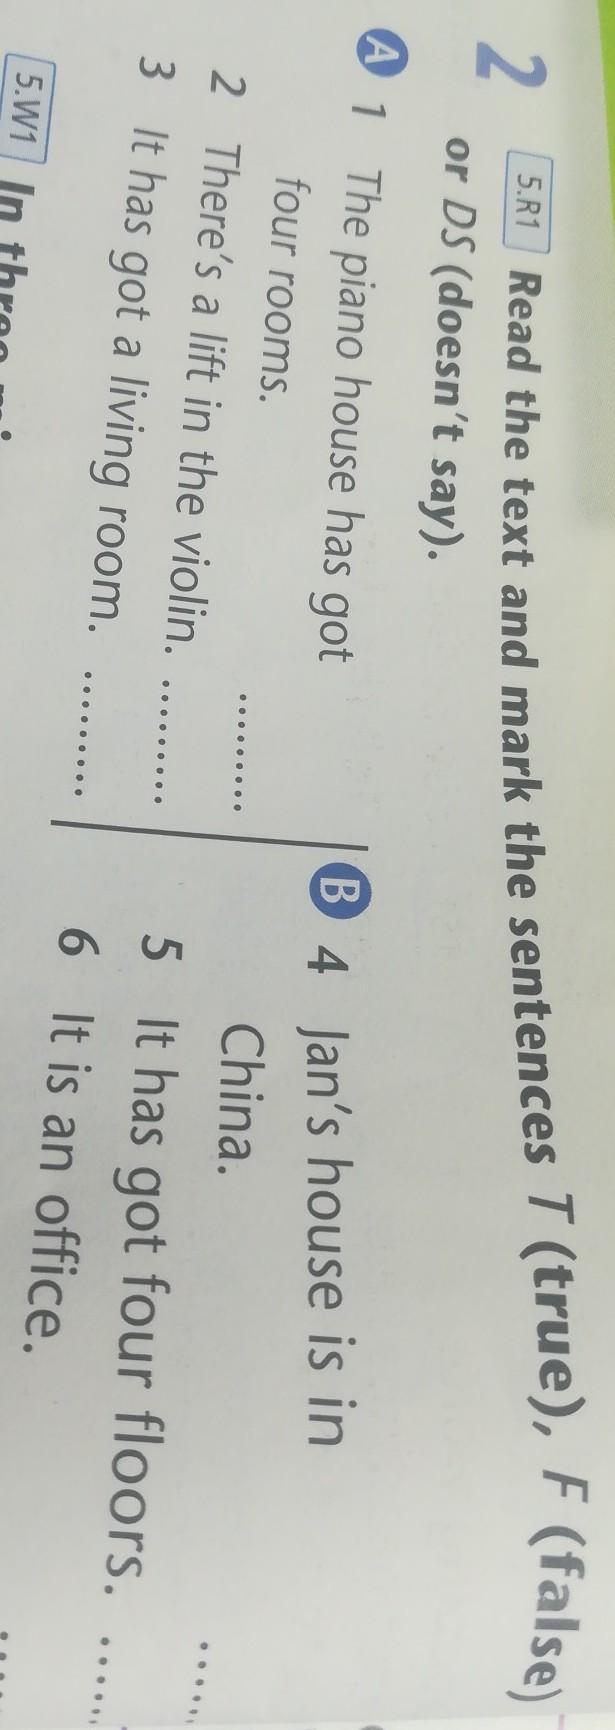 2 5.R1 Read the text and mark the sentences T (true), F (false)
or DS (doesn't say).
A 1 The piano house has got
four rooms. ..........
2 There's a lift in the violin. ..........
3 It has got a living room. ..........
B 4 Jan's house is in
China. ......
5 It has got four floors. ......
6 It is an office. ....
5.W1 In three